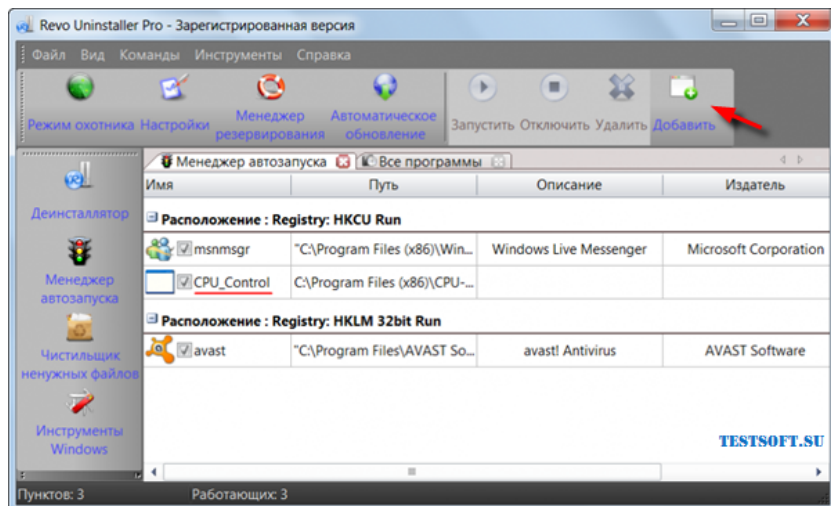 Revo Uninstaller Pro - Зарегистрированная версия
Файл Вид Команды Инструменты Справка
Режим охотника
Настройки
Менеджер
резервирования
Автоматическое
обновление
Запустить
Отключить
Удалить
Добавить
Менеджер автозапуска
Все программы
Имя Путь Описание Издатель
Деинсталлятор
Менеджер
автозапуска
Чистильщик
ненужных файлов
Инструменты
Windows
Расположение : Registry: HKCU Run
msnmsgr "C:\Program Files (x86)\Win... Windows Live Messenger Microsoft Corporation
CPU_Control C:\Program Files (x86)\CPU-...
Расположение : Registry: HKLM 32bit Run
avast "C:\Program Files\AVAST So... avast! Antivirus AVAST Software
TESTSOFT.SU
Пунктов: 3 Работающих: 3